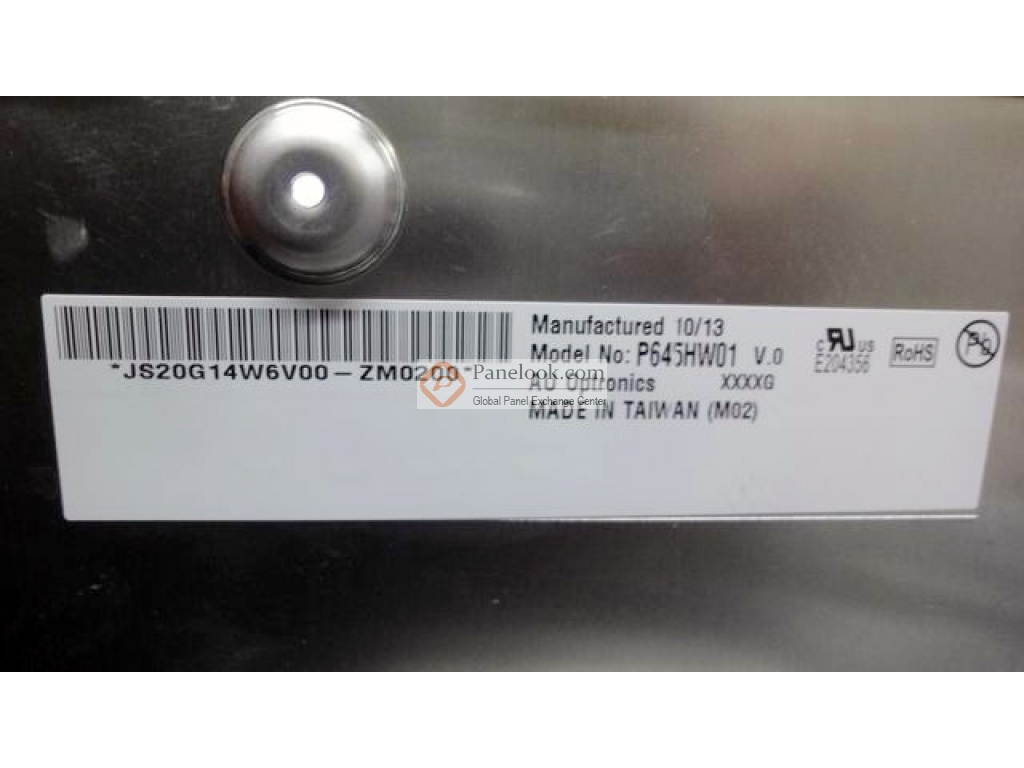 Manufactured 10/13
Model No: P645HW01 V.0
*JS20G14W6V00-ZM0200*
AU Optronics XXXXG
MADE IN TAIWAN (M02)
c RU US
E204356
RoHS
Pb
Panelook.com
Global Panel Exchange Center